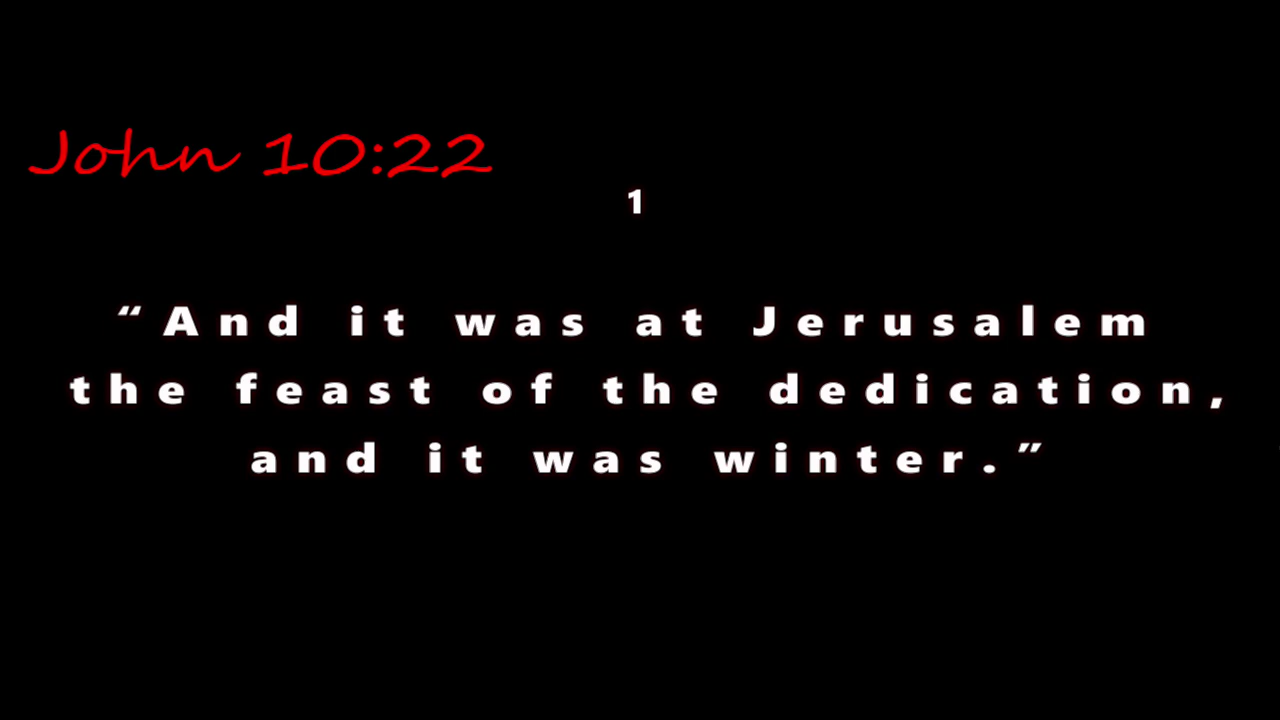 John 10:22
1
“And it was at Jerusalem
the feast of the dedication,
and it was winter.”